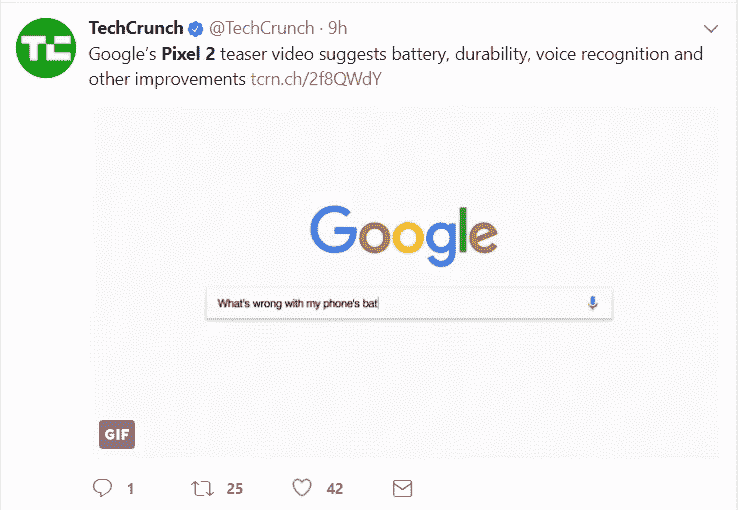 TC
TechCrunch @TechCrunch · 9h
Google's Pixel 2 teaser video suggests battery, durability, voice recognition and
other improvements tcrn.ch/2f8QWdY
Google
What's wrong with my phone's bat
GIF
1 25 42